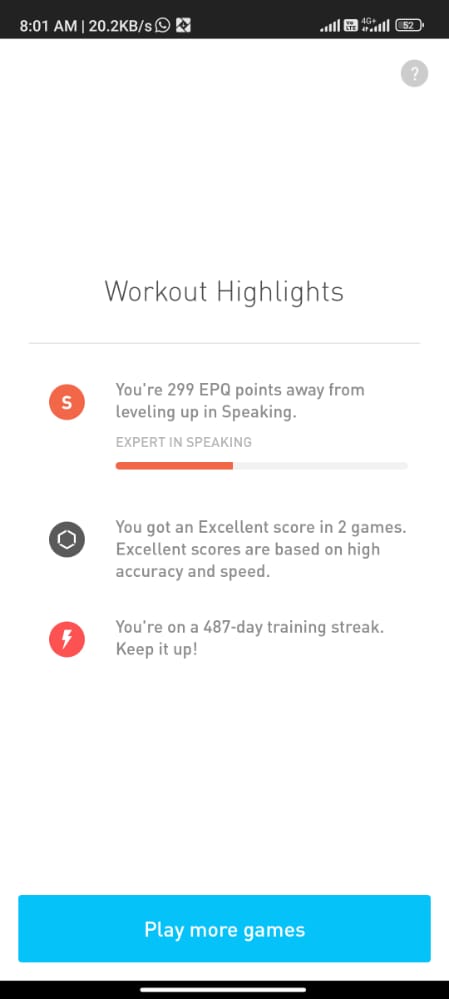 8:01 AM | 20.2KB/s
Vo
LTE
4G+
52
?
Workout Highlights
S
You're 299 EPQ points away from
leveling up in Speaking.
EXPERT IN SPEAKING
You got an Excellent score in 2 games.
Excellent scores are based on high
accuracy and speed.
You're on a 487-day training streak.
Keep it up!
Play more games